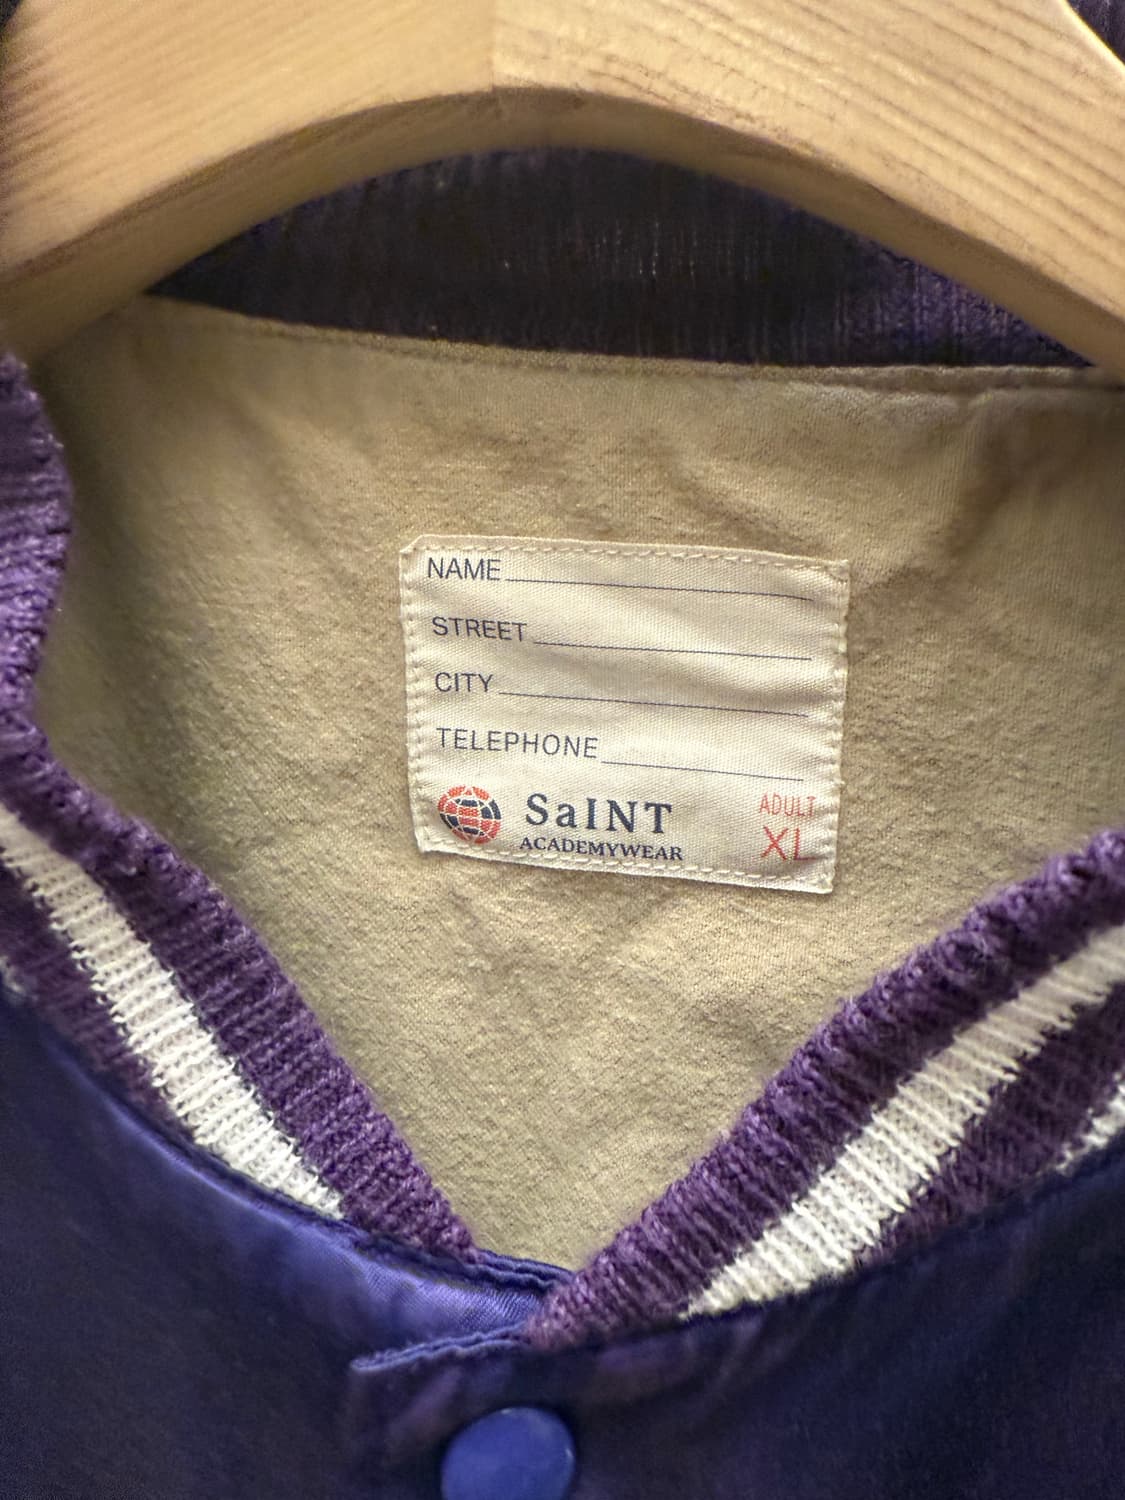 NAME
STREET
CITY
TELEPHONE
SaINT
ACADEMYWEAR
ADULT
XL